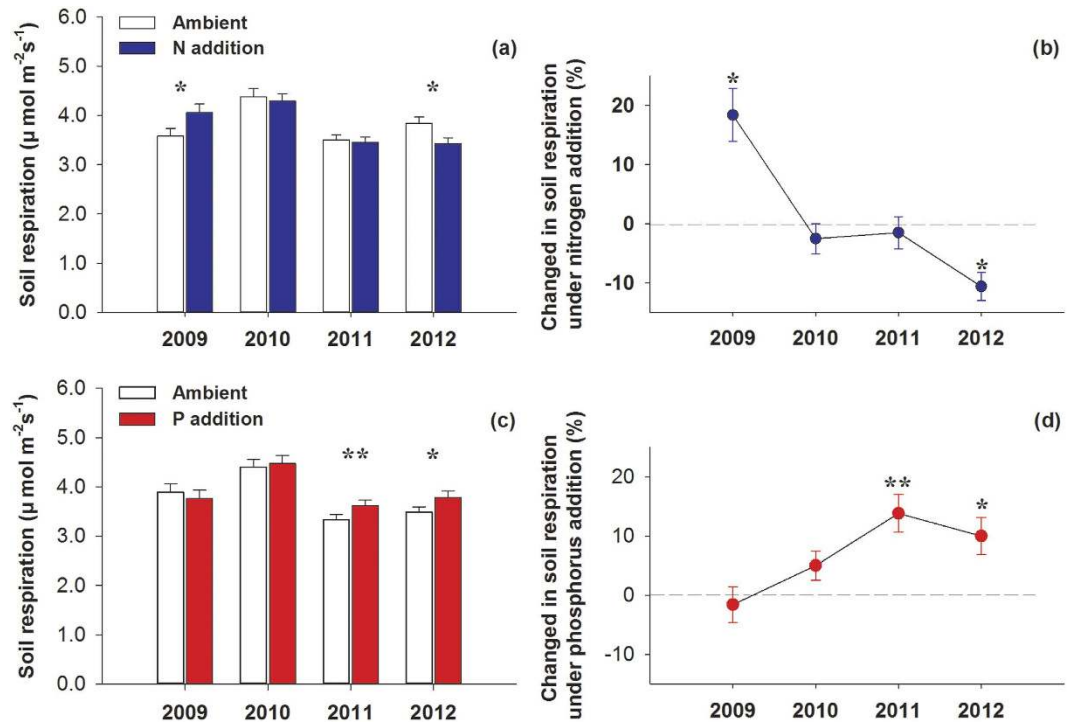 Ambient
N addition
(a)
Soil respiration (μ mol m⁻²s⁻¹)
6.0
5.0
4.0
3.0
2.0
1.0
0.0
*
*
2009 2010 2011 2012
(b)
Changed in soil respiration
under nitrogen addition (%)
20
10
0
-10
*
*
2009 2010 2011 2012
Ambient
P addition
(c)
Soil respiration (μ mol m⁻²s⁻¹)
6.0
5.0
4.0
3.0
2.0
1.0
0.0
**
*
2009 2010 2011 2012
(d)
Changed in soil respiration
under phosphorus addition (%)
20
10
0
-10
**
*
2009 2010 2011 2012